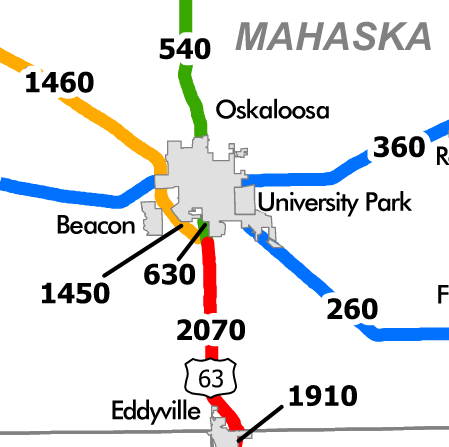 MAHASKA
540
1460
Oskaloosa
360
R
University Park
Beacon
630
1450
F
260
2070
63
1910
Eddyville